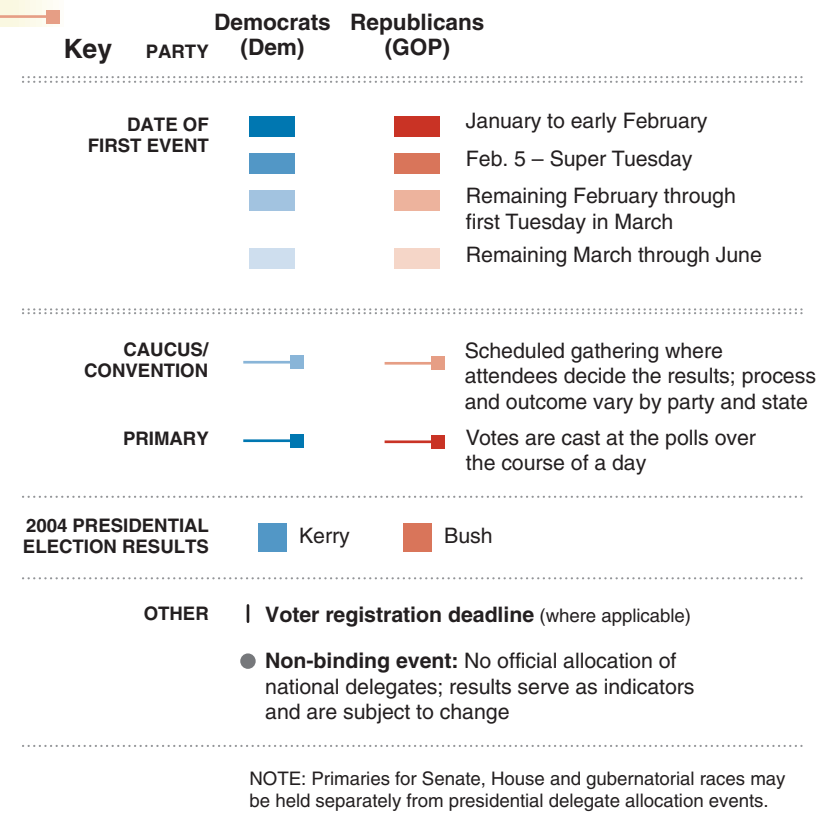 Democrats Republicans
Key PARTY (Dem) (GOP)
DATE OF
FIRST EVENT
January to early February
Feb. 5 – Super Tuesday
Remaining February through
first Tuesday in March
Remaining March through June
CAUCUS/
CONVENTION
Scheduled gathering where
attendees decide the results; process
and outcome vary by party and state
PRIMARY
Votes are cast at the polls over
the course of a day
2004 PRESIDENTIAL
ELECTION RESULTS
Kerry Bush
OTHER
Voter registration deadline (where applicable)
Non-binding event: No official allocation of
national delegates; results serve as indicators
and are subject to change
NOTE: Primaries for Senate, House and gubernatorial races may
be held separately from presidential delegate allocation events.